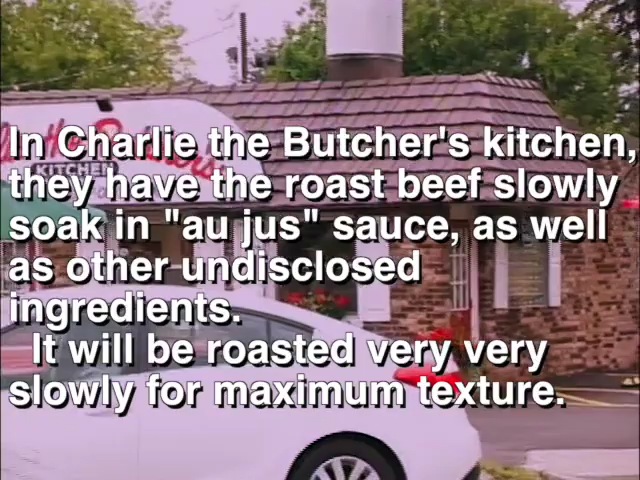 In Charlie the Butcher's kitchen,
they have the roast beef slowly
soak in "au jus" sauce, as well
as other undisclosed
ingredients.
It will be roasted very very
slowly for maximum texture.
KITCHEN